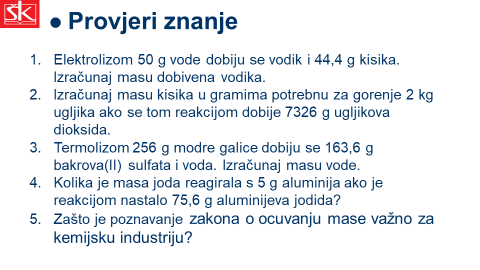 ŠK
● Provjeri znanje
1. Elektrolizom 50 g vode dobiju se vodik i 44,4 g kisika.
Izračunaj masu dobivena vodika.
2. Izračunaj masu kisika u gramima potrebnu za gorenje 2 kg
ugljika ako se tom reakcijom dobije 7326 g ugljikova
dioksida.
3. Termolizom 256 g modre galice dobiju se 163,6 g
bakrova(II) sulfata i voda. Izračunaj masu vode.
4. Kolika je masa joda reagirala s 5 g aluminija ako je
reakcijom nastalo 75,6 g aluminijeva jodida?
5. Zašto je poznavanje zakona o ocuvanju mase važno za
kemijsku industriju?